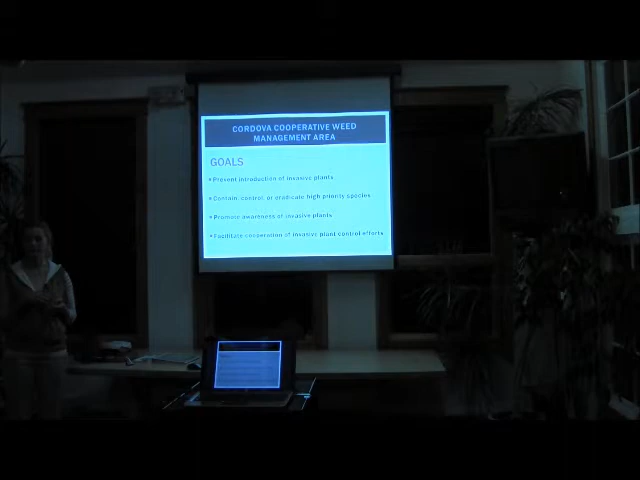 CORDOVA COOPERATIVE WEED
MANAGEMENT AREA
GOALS
▪ Prevent introduction of invasive plants
▪ Contain, control, or eradicate high priority species
▪ Promote awareness of invasive plants
▪ Facilitate cooperation of invasive plant control efforts